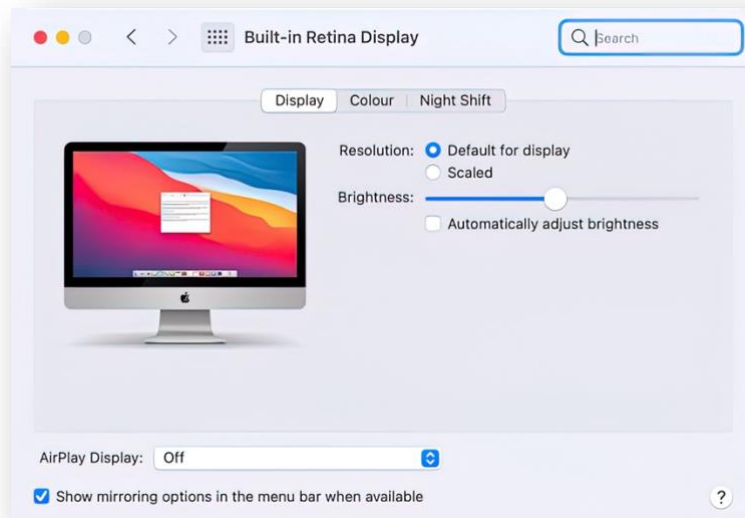 Built-in Retina Display
Search
Display Colour Night Shift
Resolution: Default for display
Scaled
Brightness:
Automatically adjust brightness
AirPlay Display: Off
Show mirroring options in the menu bar when available
?